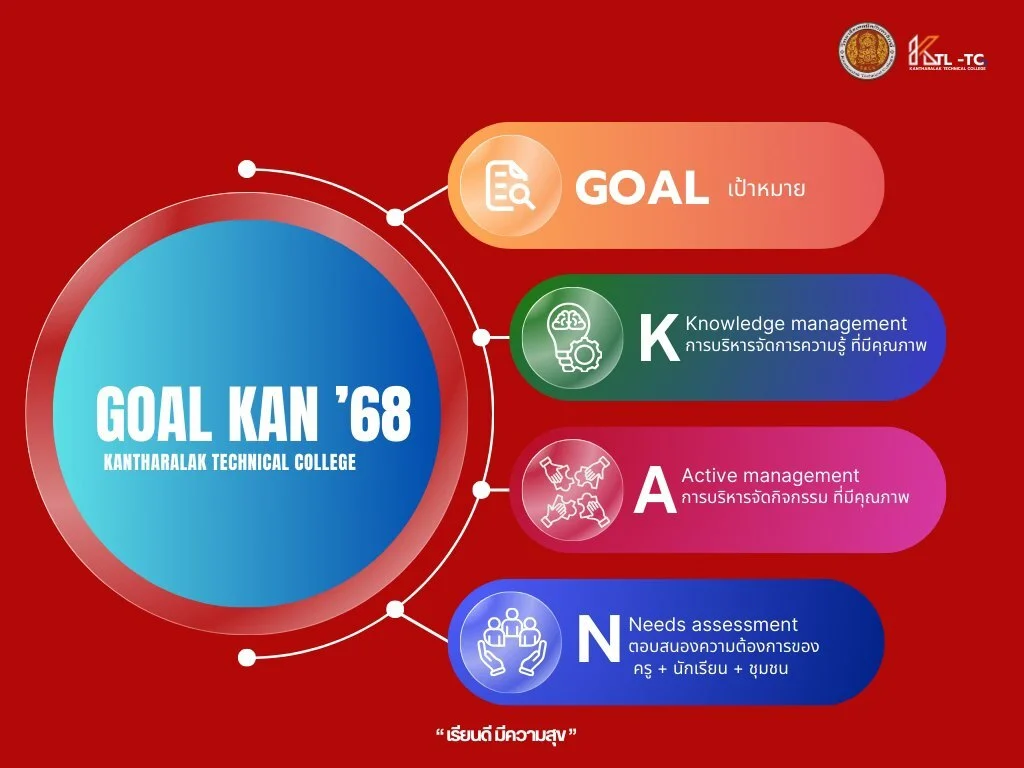 KTL -TC
KANTHARALAK TECHNICAL COLLEGE
GOAL เป้าหมาย
K Knowledge management
การบริหารจัดการความรู้ ที่มีคุณภาพ
GOAL KAN ’68
KANTHARALAK TECHNICAL COLLEGE
A Active management
การบริหารจัดกิจกรรม ที่มีคุณภาพ
N Needs assessment
ตอบสนองความต้องการของ
ครู + นักเรียน + ชุมชน
“ เรียนดี มีความสุข ”